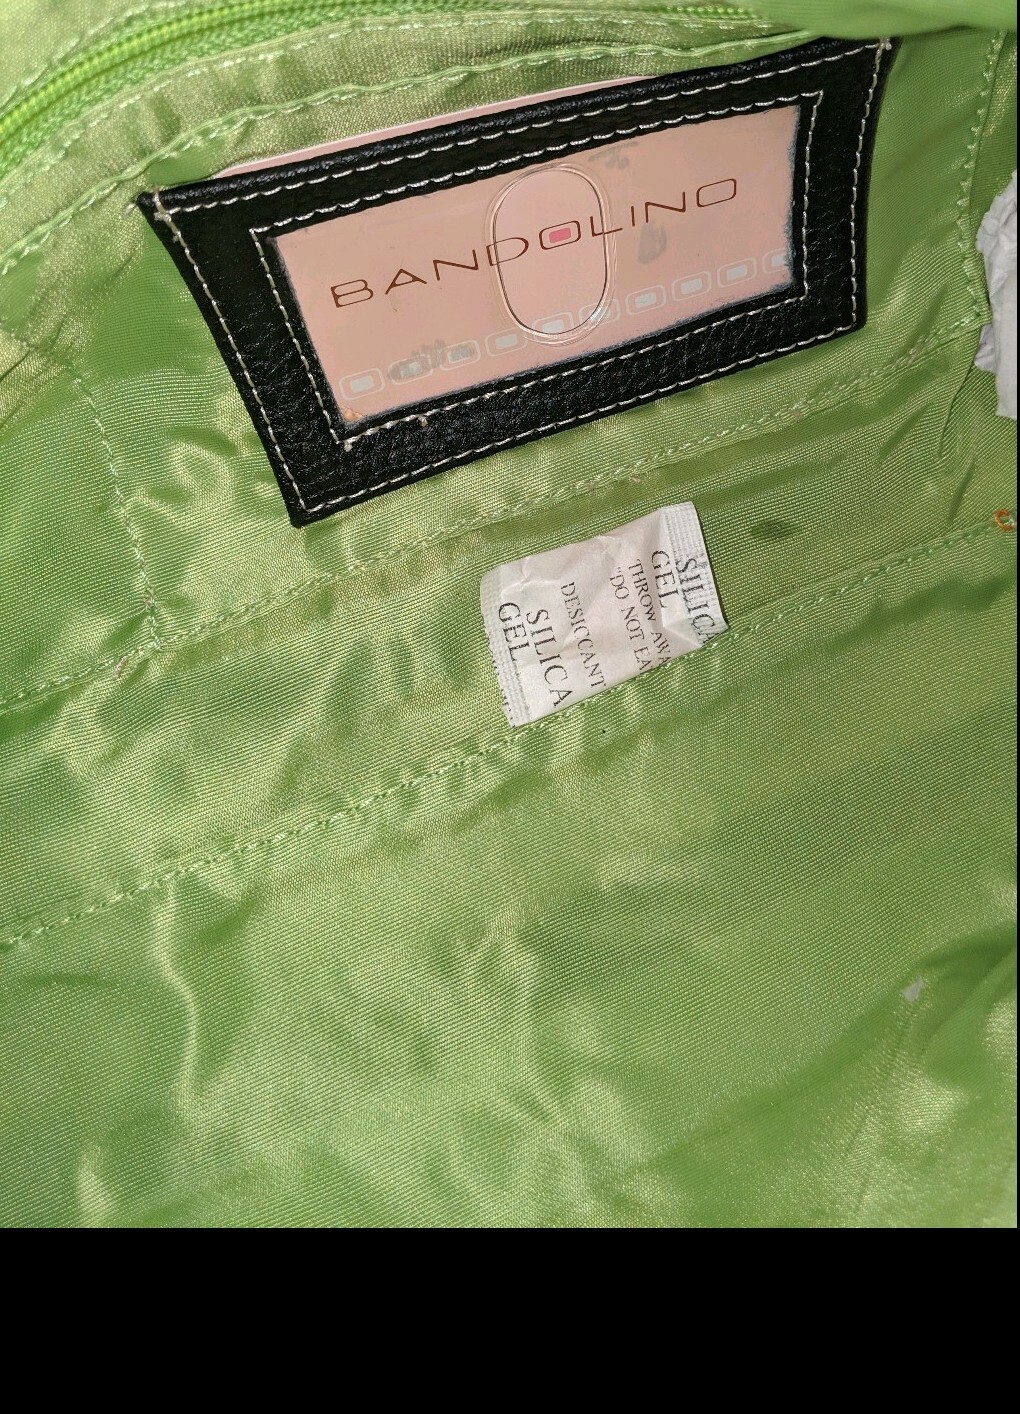 BANDOLINO
SILICA
GEL
THROW AWA
"DO NOT EA
DESICCANT
SILICA
GEL